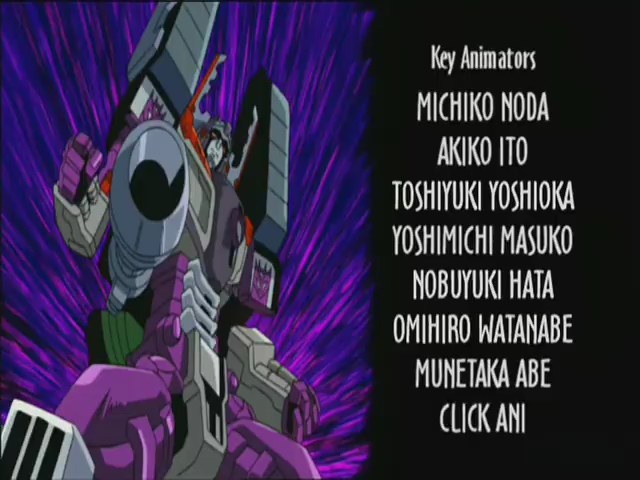 Key Animators
MICHIKO NODA
AKIKO ITO
TOSHIYUKI YOSHIOKA
YOSHIMICHI MASUKO
NOBUYUKI HATA
OMIHIRO WATANABE
MUNETAKA ABE
CLICK ANI